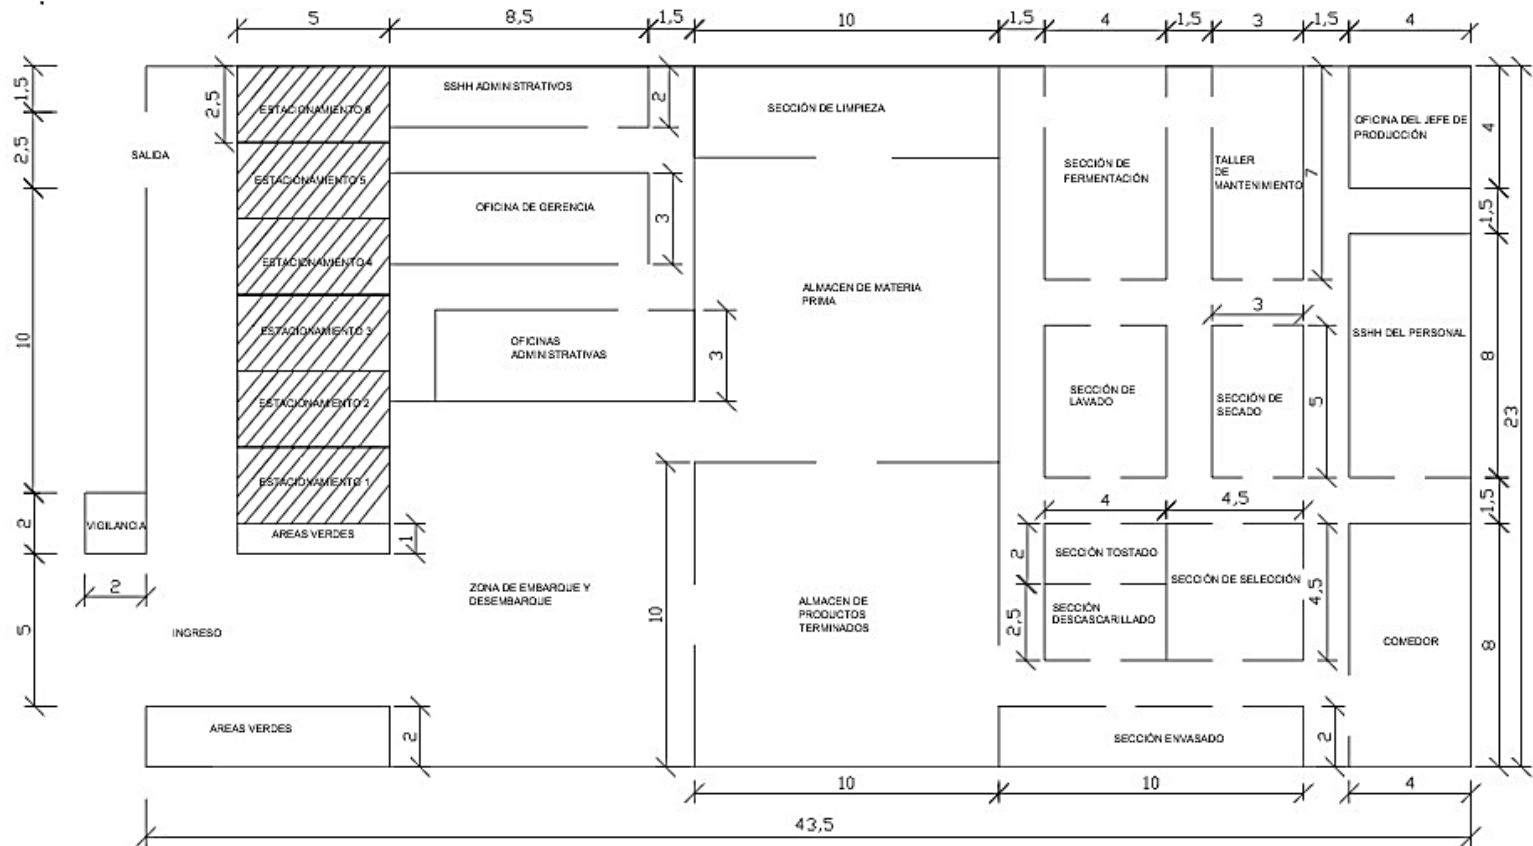 5
8,5
1,5
10
1,5
4
1,5
3
1,5
4
1,5
2,5
10
2
5
2,5
SALIDA
ESTACIONAMIENTO 6
ESTACIONAMIENTO 5
ESTACIONAMIENTO 4
ESTACIONAMIENTO 3
ESTACIONAMIENTO 2
ESTACIONAMIENTO 1
AREAS VERDES
1
VIGILANCIA
2
INGRESO
AREAS VERDES
2
SSHH ADMINISTRATIVOS
2
OFICINA DE GERENCIA
3
OFICINAS
ADMINISTRATIVAS
3
ZONA DE EMBARQUE Y
DESEMBARQUE
10
SECCIÓN DE LIMPIEZA
ALMACEN DE MATERIA
PRIMA
ALMACEN DE
PRODUCTOS
TERMINADOS
SECCIÓN DE
FERMENTACIÓN
TALLER
DE
MANTENIMIENTO
7
SECCIÓN DE
LAVADO
3
SECCIÓN DE
SECADO
5
4
4,5
2
SECCIÓN TOSTADO
2,5
SECCIÓN
DESCASCARILLADO
SECCIÓN DE SELECCIÓN
4,5
SECCIÓN ENVASADO
2
OFICINA DEL JEFE DE
PRODUCCIÓN
SSHH DEL PERSONAL
COMEDOR
4
1,5
8
1,5
8
23
10
10
4
43,5